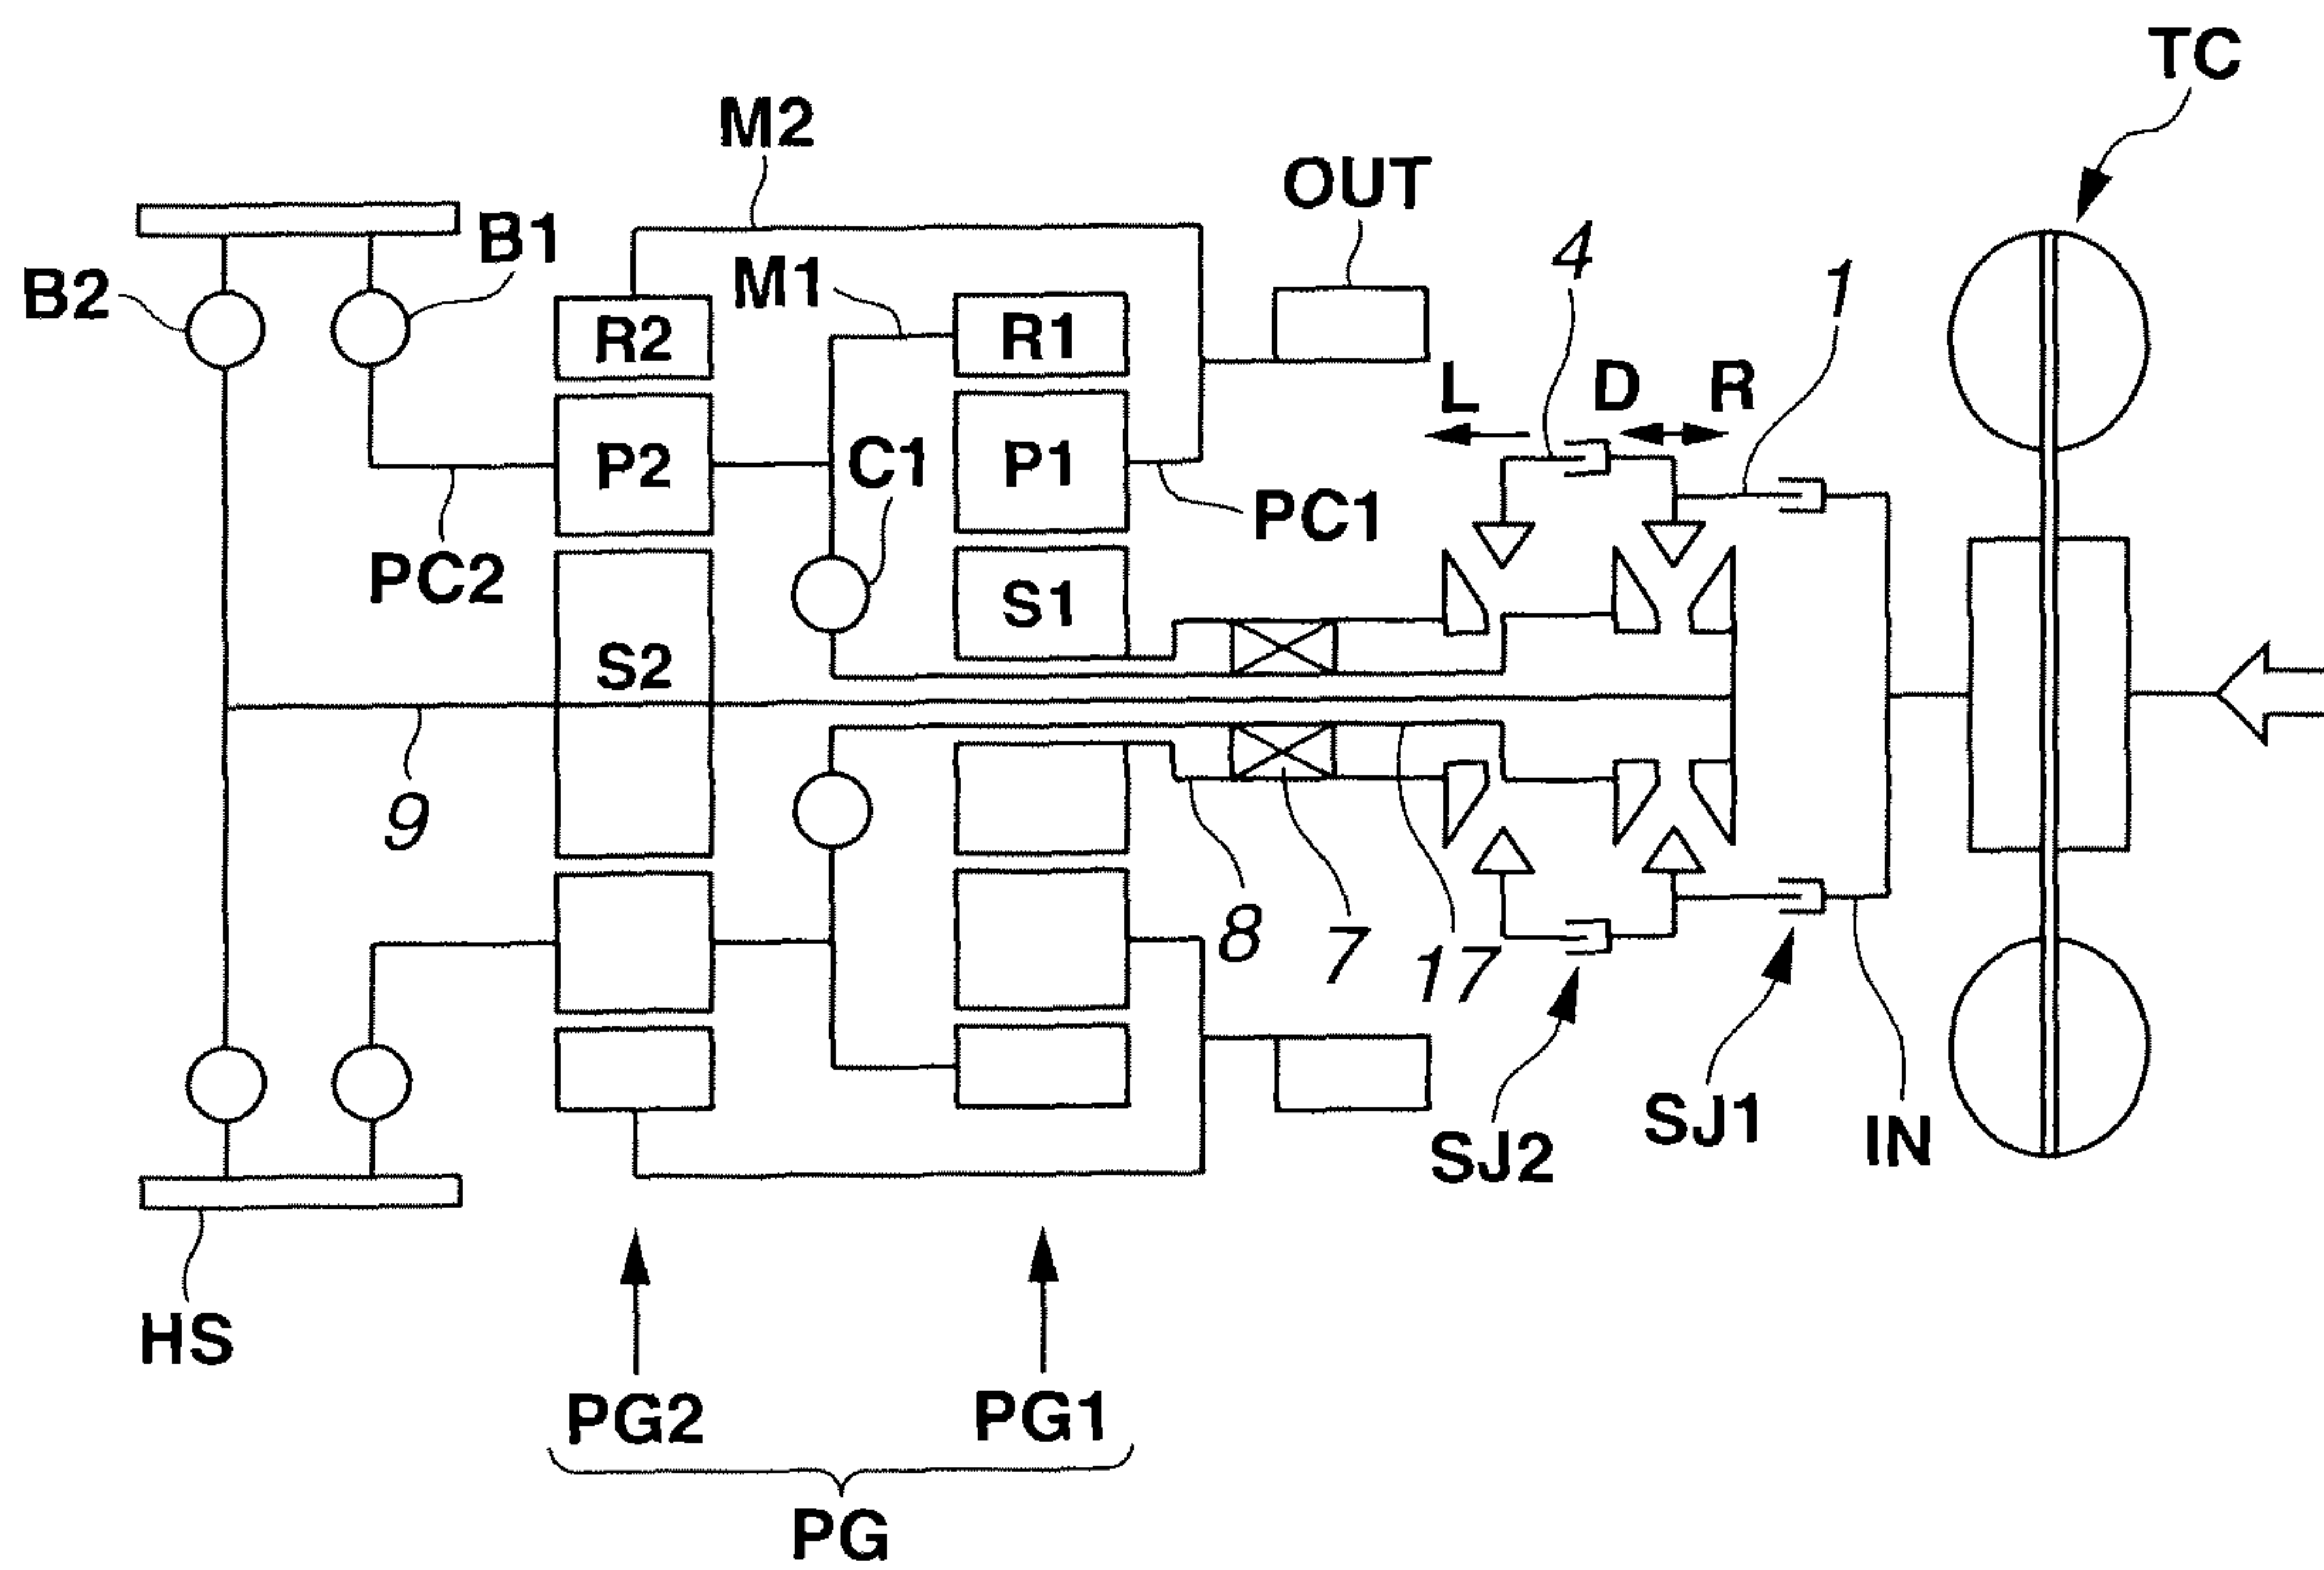 TC
M2
OUT
B1
4
M1
1
B2
R2
R1
L
D
R
C1
P2
P1
PC1
PC2
S1
S2
9
8
7
17
SJ2
SJ1
IN
HS
PG2
PG1
PG